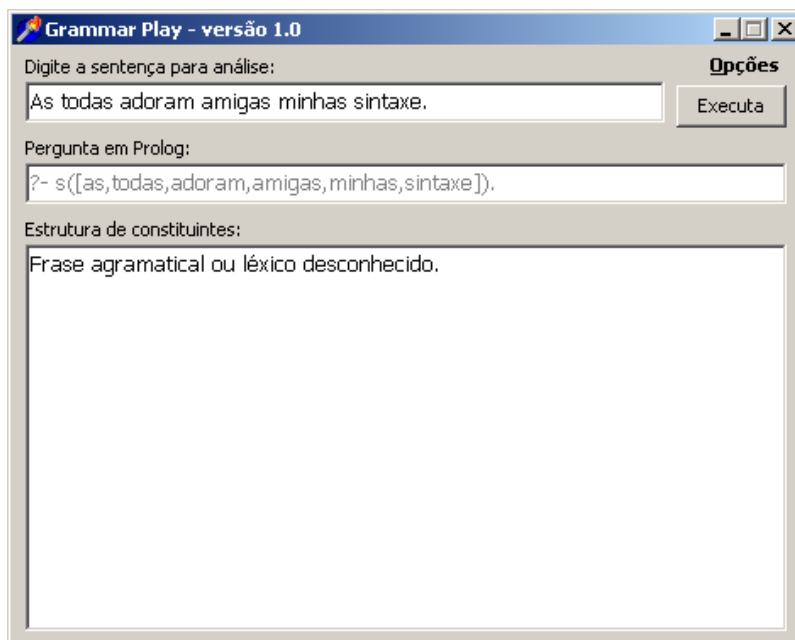 Grammar Play - versão 1.0
Digite a sentença para análise:
Opções
As todas adoram amigas minhas sintaxe.
Executa
Pergunta em Prolog:
?- s([as,todas,adoram,amigas,minhas,sintaxe]).
Estrutura de constituintes:
Frase agramatical ou léxico desconhecido.